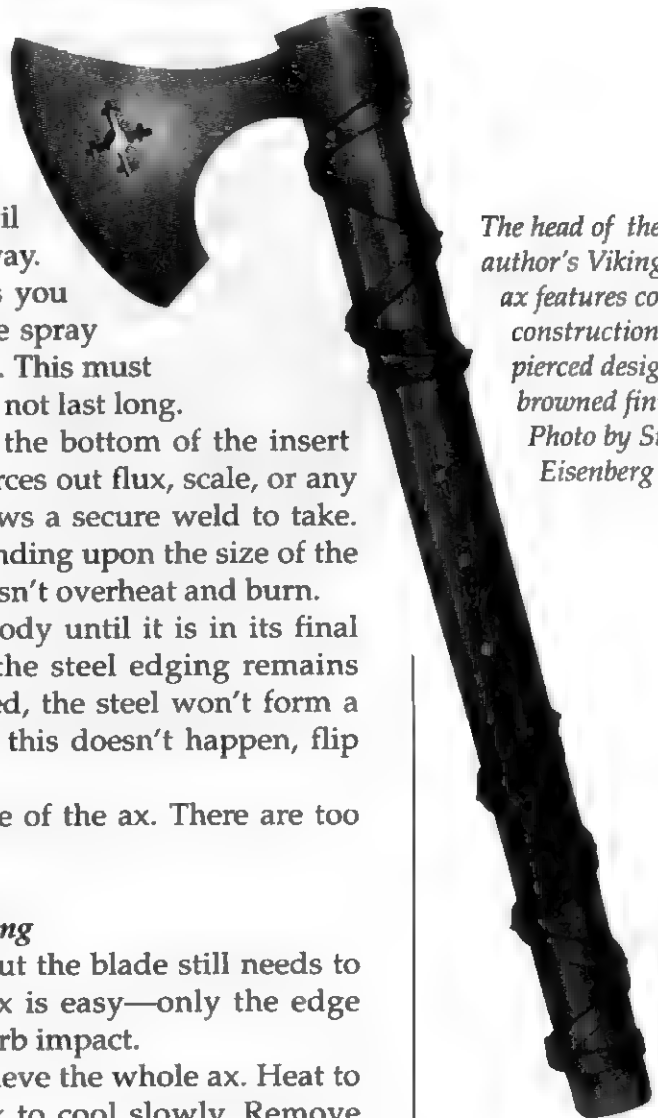 il
vay.
s you
e spray
. This must
not last long.
the bottom of the insert
rces out flux, scale, or any
ws a secure weld to take.
nding upon the size of the
sn't overheat and burn.
ody until it is in its final
the steel edging remains
ed, the steel won't form a
this doesn't happen, flip
e of the ax. There are too
ng
ut the blade still needs to
x is easy—only the edge
rb impact.
ieve the whole ax. Heat to
to cool slowly. Remove
The head of the
author's Viking
ax features co
construction
pierced desig
browned fin
Photo by S
Eisenberg